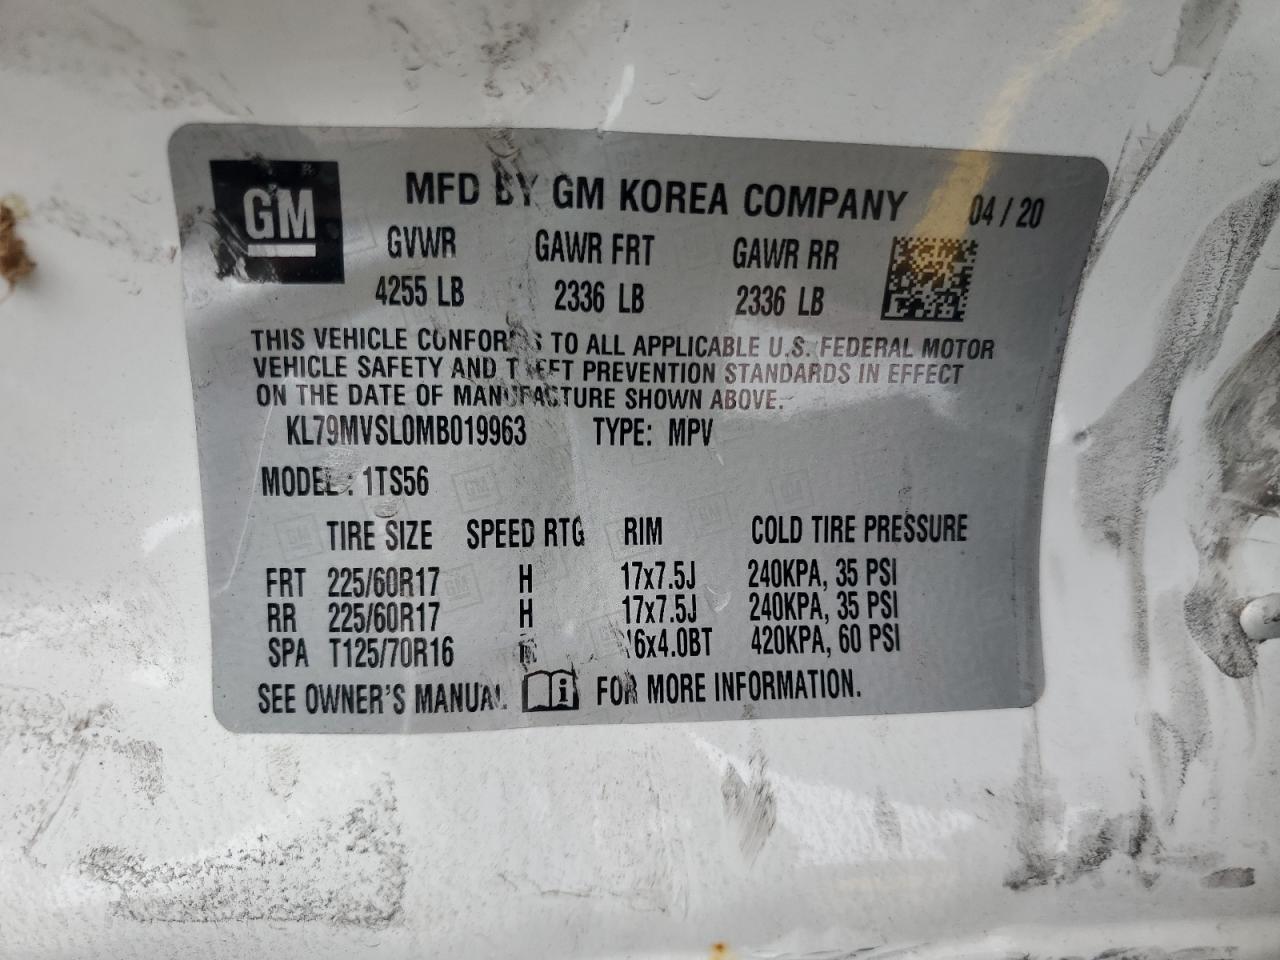 GM
MFD BY GM KOREA COMPANY 04 / 20
GVWR GAWR FRT GAWR RR
4255 LB 2336 LB 2336 LB
THIS VEHICLE CONFORMS TO ALL APPLICABLE U.S. FEDERAL MOTOR
VEHICLE SAFETY AND THEFT PREVENTION STANDARDS IN EFFECT
ON THE DATE OF MANUFACTURE SHOWN ABOVE.
KL79MVSL0MB019963 TYPE: MPV
MODEL : 1TS56
TIRE SIZE SPEED RTG RIM COLD TIRE PRESSURE
FRT 225/60R17 H 17x7.5J 240KPA, 35 PSI
RR 225/60R17 H 17x7.5J 240KPA, 35 PSI
SPA T125/70R16 16x4.0BT 420KPA, 60 PSI
SEE OWNER'S MANUAL FOR MORE INFORMATION.